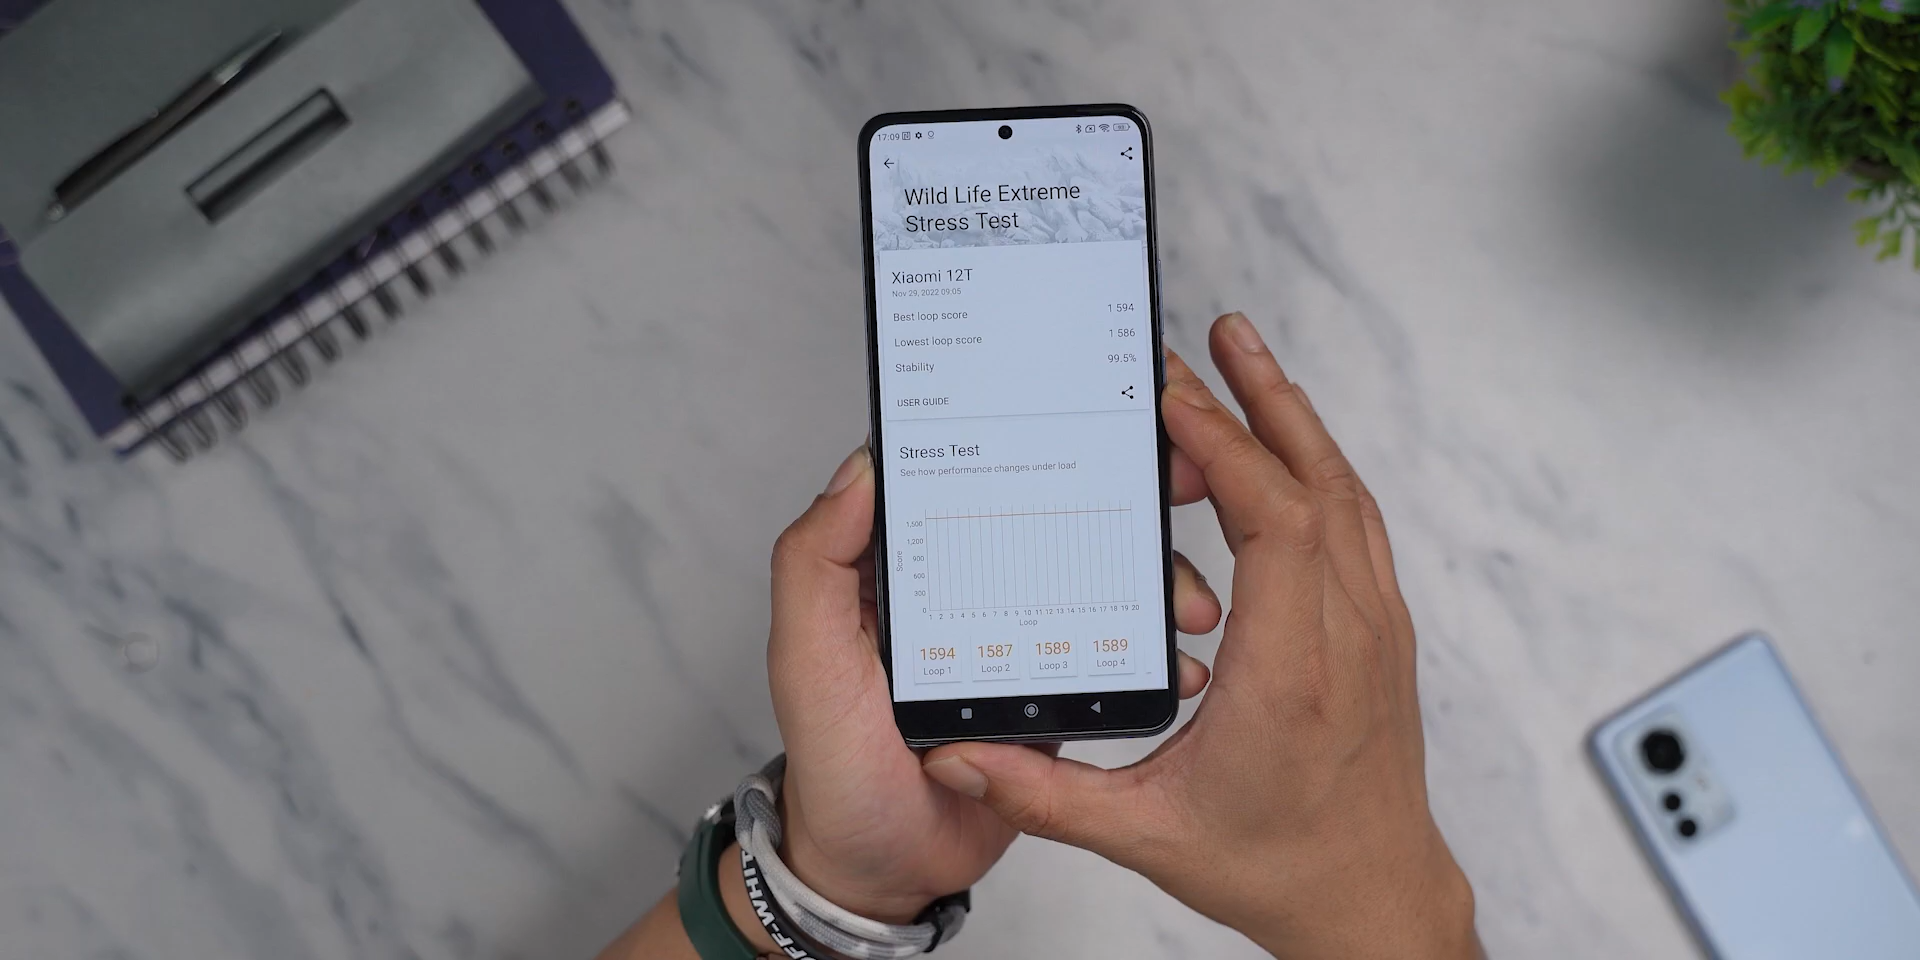 17:09
Wild Life Extreme
Stress Test
Xiaomi 12T
Nov 29, 2022 09:05
Best loop score 1 594
Lowest loop score 1 586
Stability 99.5%
USER GUIDE
Stress Test
See how performance changes under load
Score
1,500
1,200
900
600
300
0
1 2 3 4 5 6 7 8 9 10 11 12 13 14 15 16 17 18 19 20
Loop
1594 1587 1589 1589
Loop 1 Loop 2 Loop 3 Loop 4
OFF-WHIT